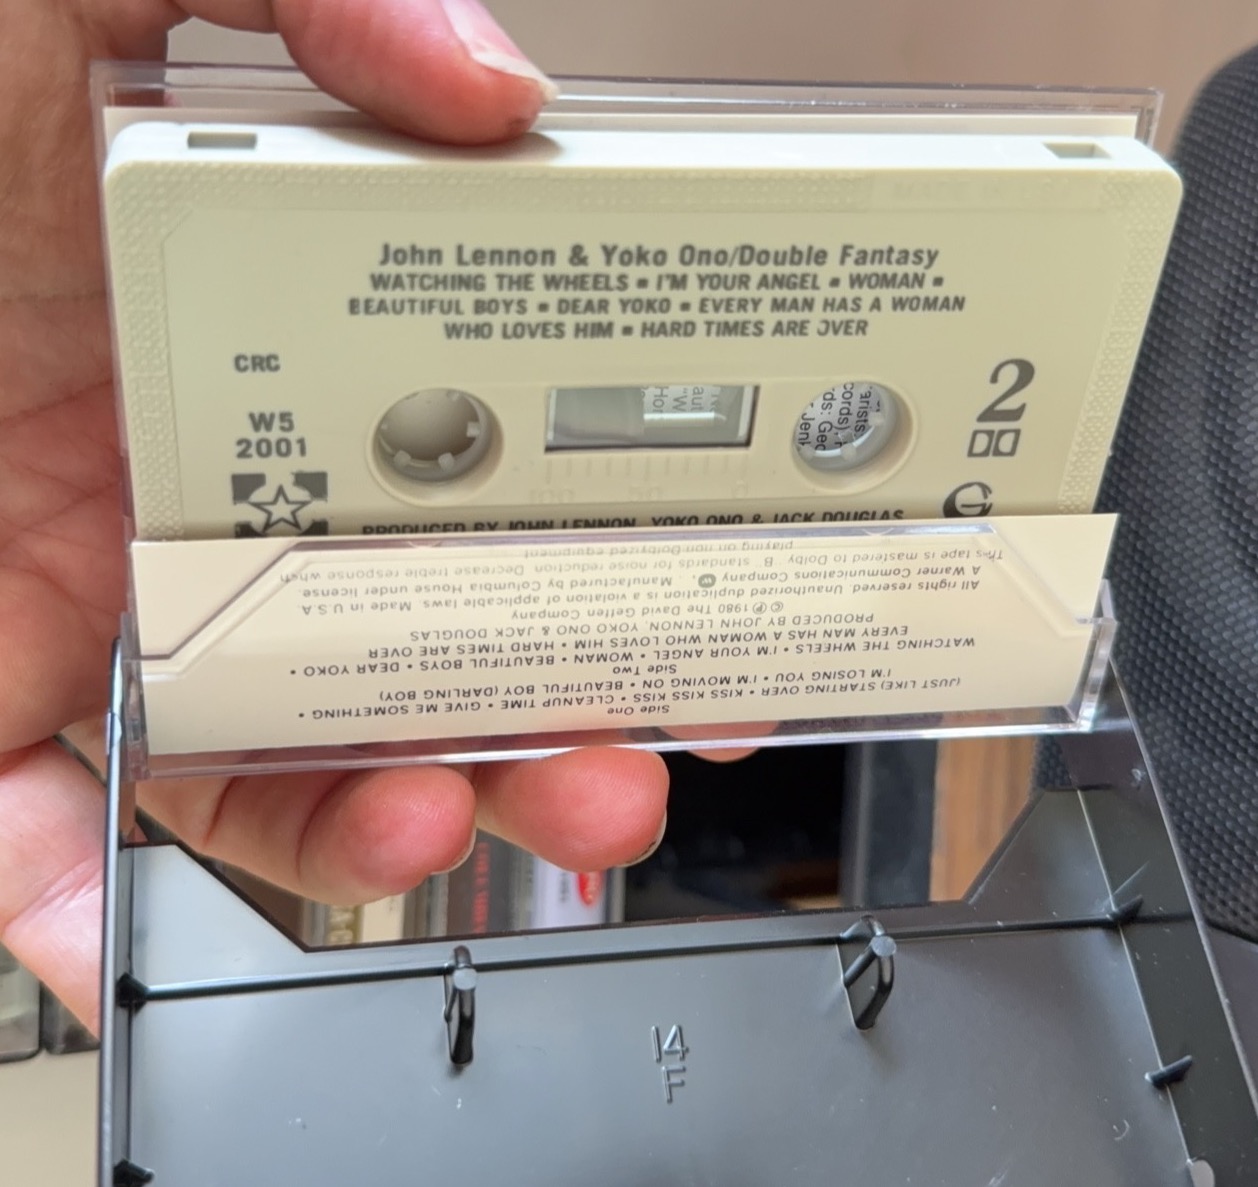 John Lennon & Yoko Ono/Double Fantasy
WATCHING THE WHEELS ▪ I'M YOUR ANGEL ▪ WOMAN ▪
BEAUTIFUL BOYS ▪ DEAR YOKO ▪ EVERY MAN HAS A WOMAN
WHO LOVES HIM ▪ HARD TIMES ARE OVER
CRC
W5
2001
2
G
PRODUCED BY JOHN LENNON, YOKO ONO & JACK DOUGLAS
Side One
(JUST LIKE) STARTING OVER • KISS KISS KISS • CLEANUP TIME • GIVE ME SOMETHING •
I'M LOSING YOU • I'M MOVING ON • BEAUTIFUL BOY (DARLING BOY)
Side Two
WATCHING THE WHEELS • I'M YOUR ANGEL • WOMAN • BEAUTIFUL BOYS • DEAR YOKO •
EVERY MAN HAS A WOMAN WHO LOVES HIM • HARD TIMES ARE OVER
PRODUCED BY JOHN LENNON, YOKO ONO & JACK DOUGLAS
© ℗ 1980 The David Geffen Company
All rights reserved. Unauthorized duplication is a violation of applicable laws. Made in U.S.A.
A Warner Communications Company. Manufactured by Columbia House under license.
This tape is mastered to Dolby "B" standards for noise reduction. Decrease treble response when
playing on non-Dolbyized equipment
14
F